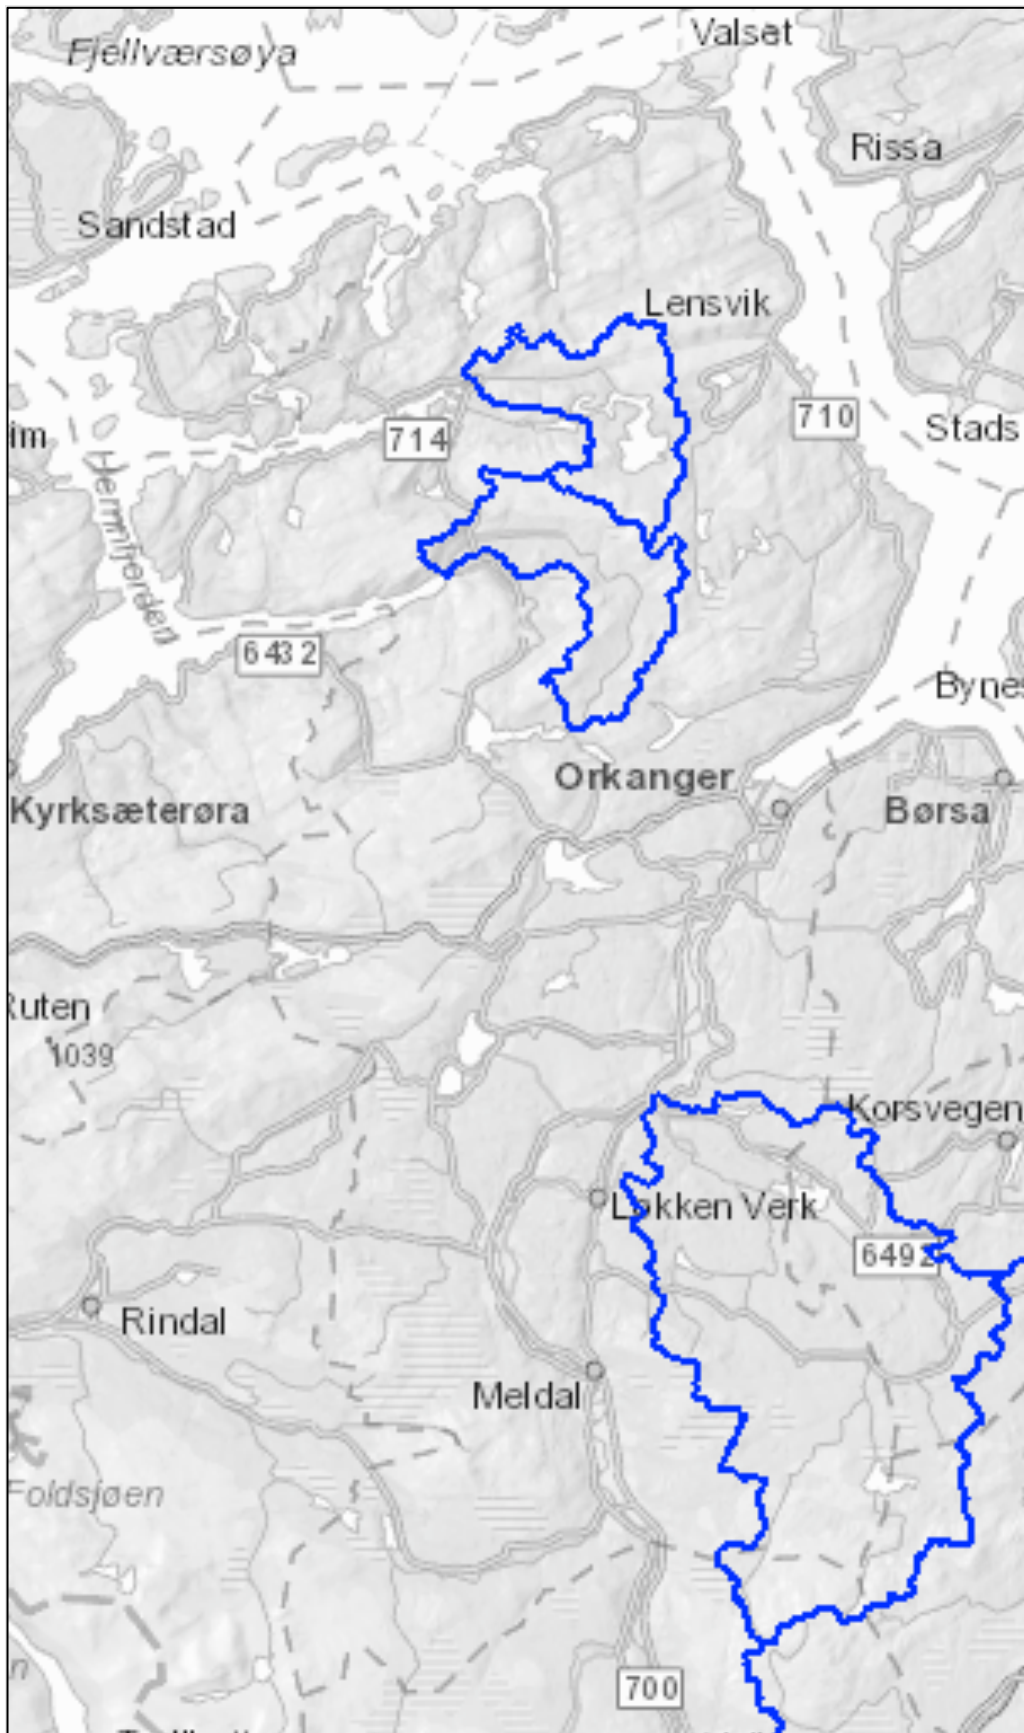 Valset
Fjellværsøya
Rissa
Sandstad
Lensvik
714
710
im
Stads
Hemnfjorden
6432
Bynes
Orkanger
Kyrksæterøra
Børsa
Ruten
1039
Korsvegen
Løkken Verk
6492
Rindal
Meldal
Foldsjøen
n
700